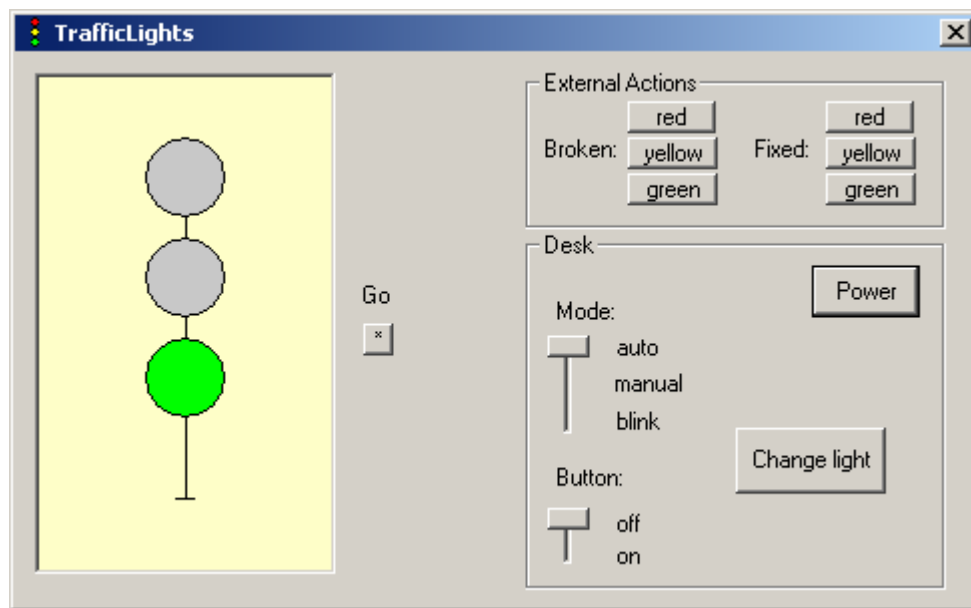 TrafficLights
Go
*
External Actions
Broken:
red
yellow
green
Fixed:
red
yellow
green
Desk
Power
Mode:
auto
manual
blink
Change light
Button:
off
on